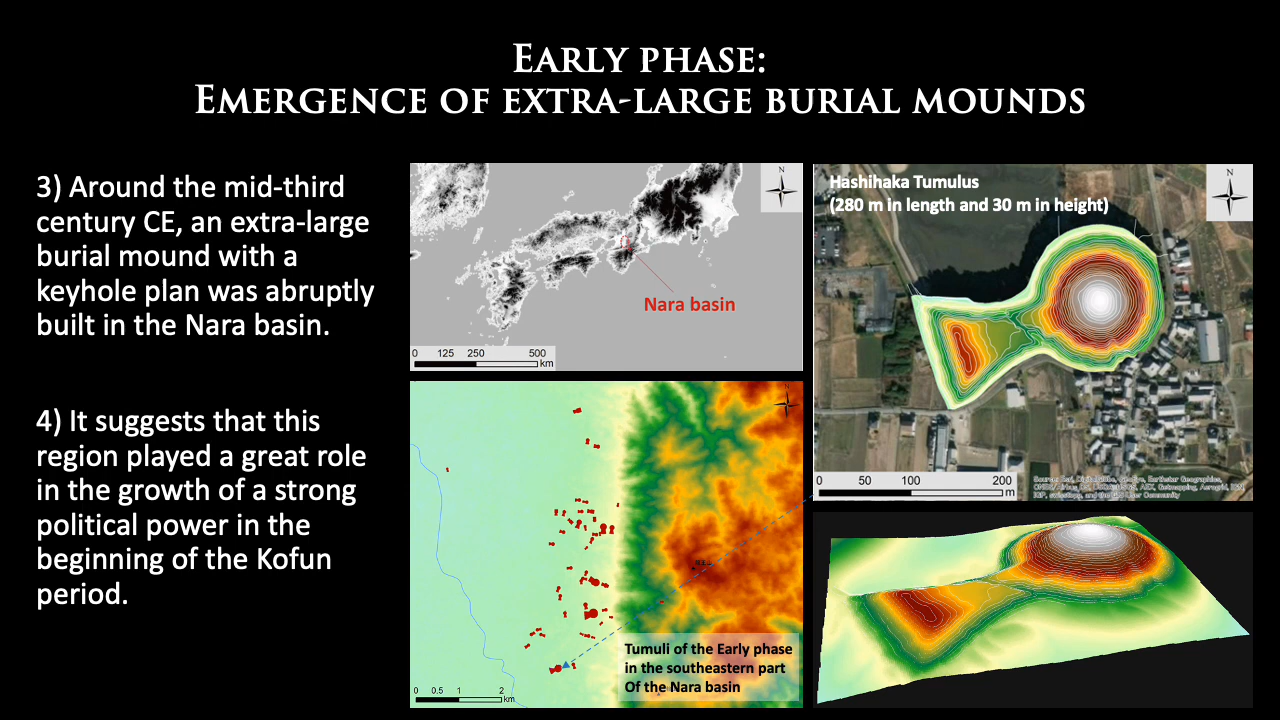 EARLY PHASE:
EMERGENCE OF EXTRA-LARGE BURIAL MOUNDS
3) Around the mid-third
century CE, an extra-large
burial mound with a
keyhole plan was abruptly
built in the Nara basin.
4) It suggests that this
region played a great role
in the growth of a strong
political power in the
beginning of the Kofun
period.
N
Nara basin
0 125 250 500
km
Hashihaka Tumulus
(280 m in length and 30 m in height)
N
0 50 100 200
m
Tumuli of the Early phase
in the southeastern part
Of the Nara basin
0 0.5 1 2
km